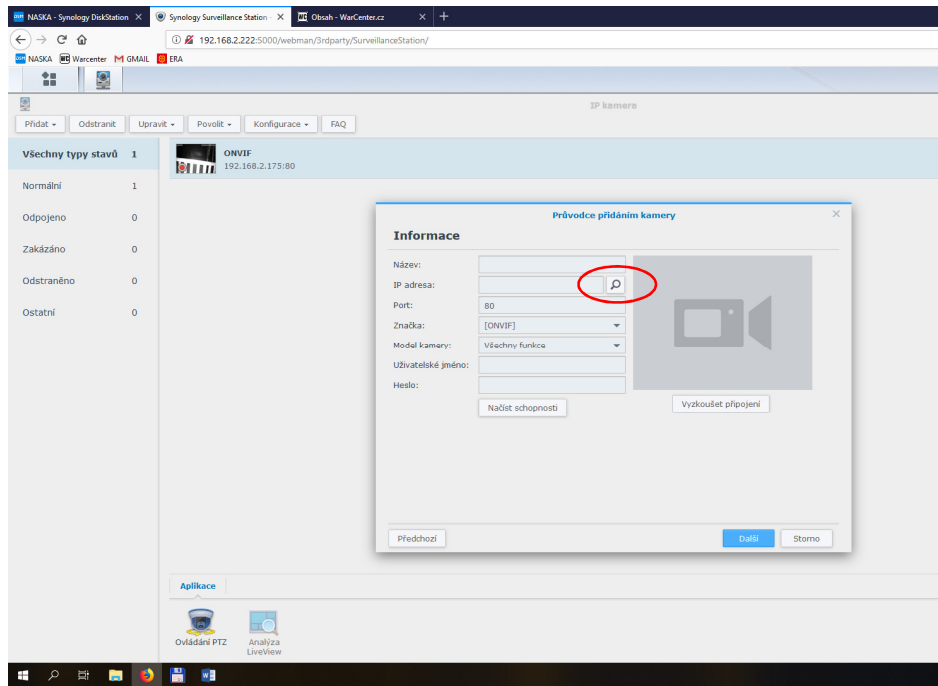 NASKA - Synology DiskStation
Synology Surveillance Station -
Obsah - WarCenter.cz
192.168.2.222:5000/webman/3rdparty/SurveillanceStation/
NASKA
Warcenter
GMAIL
ERA
IP kamera
Přidat
Odstranit
Upravit
Povolit
Konfigurace
FAQ
Všechny typy stavů 1
Normální 1
Odpojeno 0
Zakázáno 0
Odstraněno 0
Ostatní 0
ONVIF
192.168.2.175:80
Průvodce přidáním kamery
Informace
Název:
IP adresa:
Port: 80
Značka: [ONVIF]
Model kamery: Všechny funkce
Uživatelské jméno:
Heslo:
Načíst schopnosti
Vyzkoušet připojení
Předchozí
Další
Storno
Aplikace
Ovládání PTZ
Analýza
LiveView